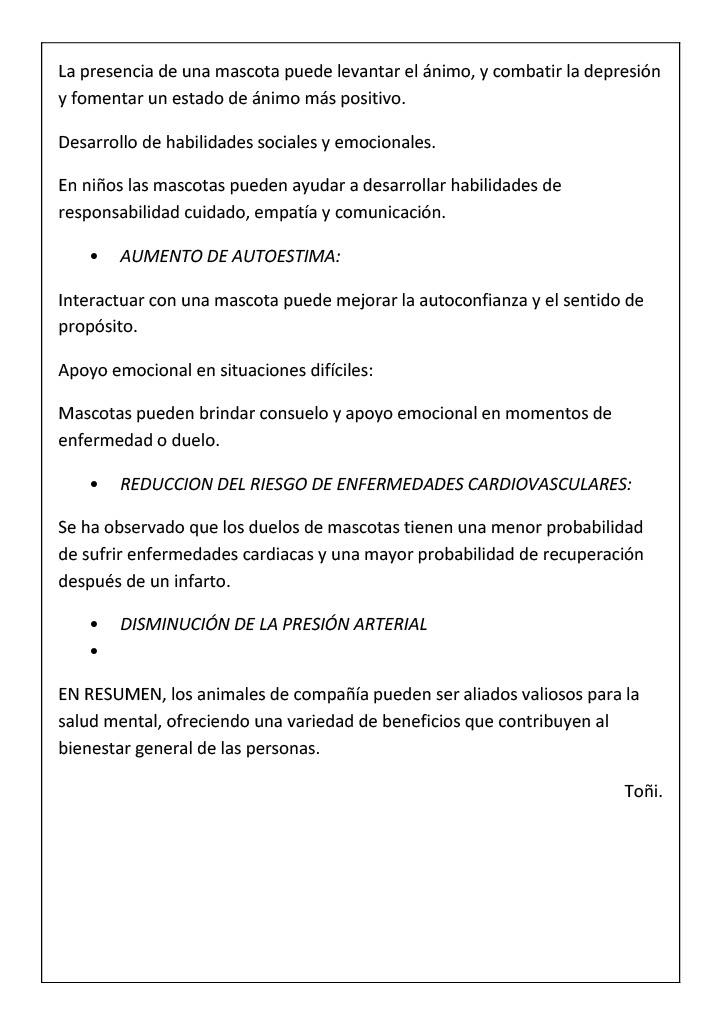 La presencia de una mascota puede levantar el ánimo, y combatir la depresión
y fomentar un estado de ánimo más positivo.
Desarrollo de habilidades sociales y emocionales.
En niños las mascotas pueden ayudar a desarrollar habilidades de
responsabilidad cuidado, empatía y comunicación.
• AUMENTO DE AUTOESTIMA:
Interactuar con una mascota puede mejorar la autoconfianza y el sentido de
propósito.
Apoyo emocional en situaciones difíciles:
Mascotas pueden brindar consuelo y apoyo emocional en momentos de
enfermedad o duelo.
• REDUCCION DEL RIESGO DE ENFERMEDADES CARDIOVASCULARES:
Se ha observado que los duelos de mascotas tienen una menor probabilidad
de sufrir enfermedades cardiacas y una mayor probabilidad de recuperación
después de un infarto.
• DISMINUCIÓN DE LA PRESIÓN ARTERIAL
•
EN RESUMEN, los animales de compañía pueden ser aliados valiosos para la
salud mental, ofreciendo una variedad de beneficios que contribuyen al
bienestar general de las personas.
Toñi.